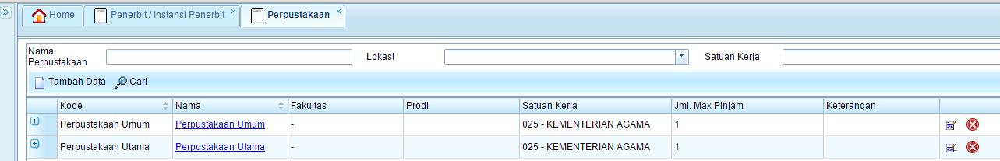 Home
Penerbit / Instansi Penerbit
Perpustakaan
Nama Perpustakaan
Lokasi
Satuan Kerja
Tambah Data
Cari
Kode Nama Fakultas Prodi Satuan Kerja Jml. Max Pinjam Keterangan
Perpustakaan Umum Perpustakaan Umum - 025 - KEMENTERIAN AGAMA 1
Perpustakaan Utama Perpustakaan Utama - 025 - KEMENTERIAN AGAMA 1